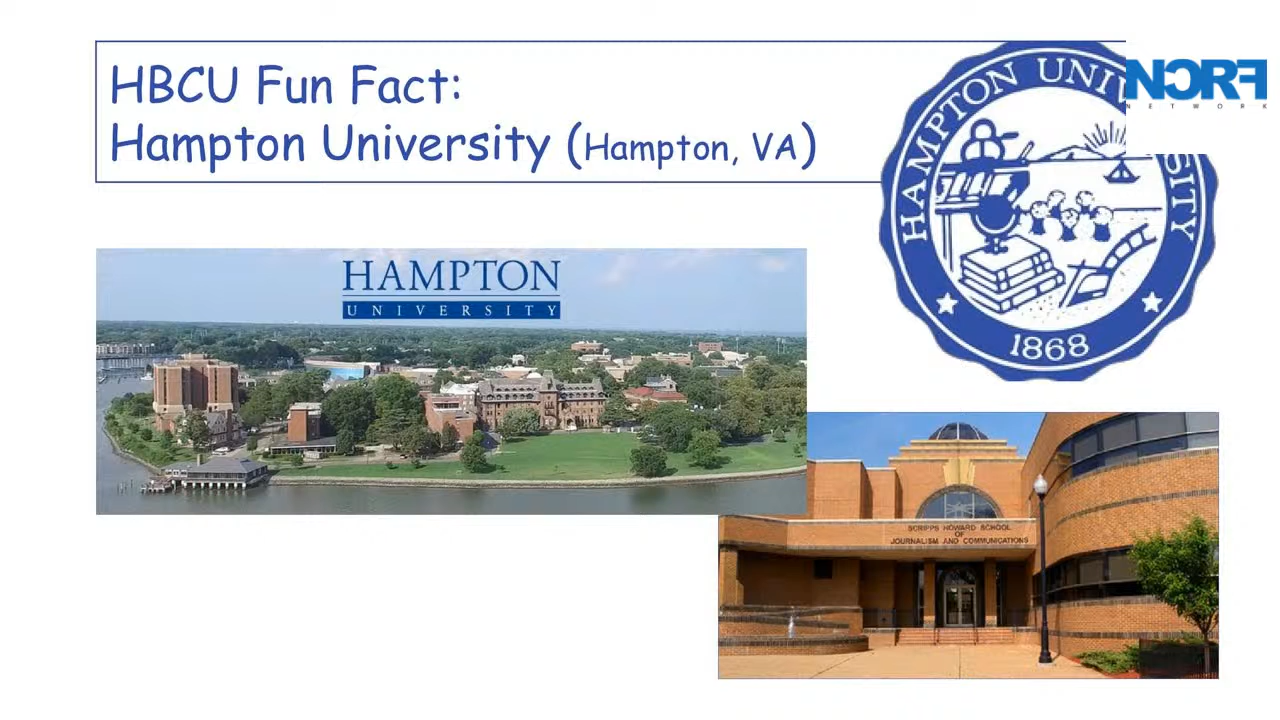 HBCU Fun Fact:
Hampton University (Hampton, VA)
HAMPTON UNIVERSITY
1868
NCRF
NETWORK
HAMPTON
UNIVERSITY
SCRIPPS HOWARD SCHOOL
OF
JOURNALISM AND COMMUNICATIONS